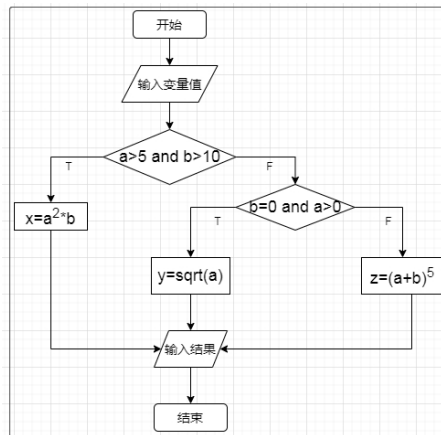 开始
输入变量值
a>5 and b>10
T
F
x=a²*b
b=0 and a>0
T
F
y=sqrt(a)
z=(a+b)⁵
输入结果
结束